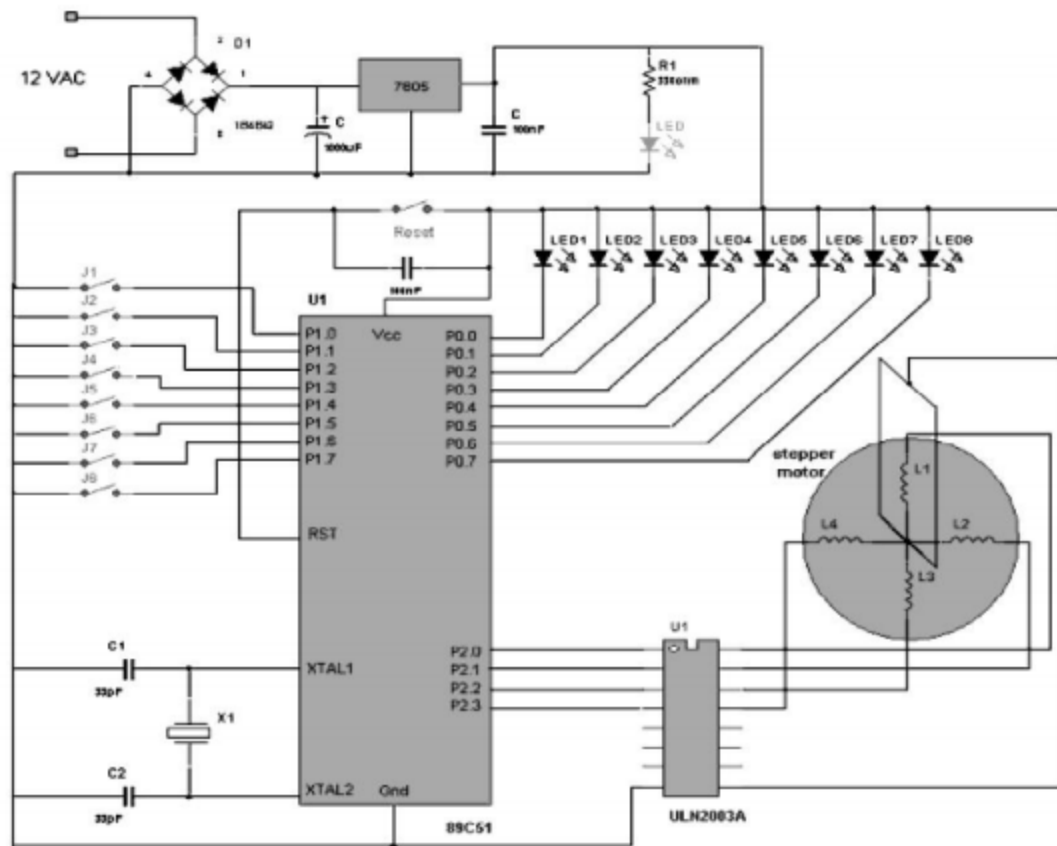 12 VAC
2
D1
4
1
7805
+
C
1000uF
C
100nF
R1
330ohm
LED
Reset
LED1
LED2
LED3
LED4
LED5
LED6
LED7
LED8
J1
J2
J3
J4
J5
J6
J7
J8
U1
P1.0
P1.1
P1.2
P1.3
P1.4
P1.5
P1.6
P1.7
Vcc
P0.0
P0.1
P0.2
P0.3
P0.4
P0.5
P0.6
P0.7
RST
stepper
motor
L1
L4
L2
L3
U1
C1
33pF
XTAL1
X1
C2
33pF
XTAL2
Gnd
P2.0
P2.1
P2.2
P2.3
89C51
ULN2003A